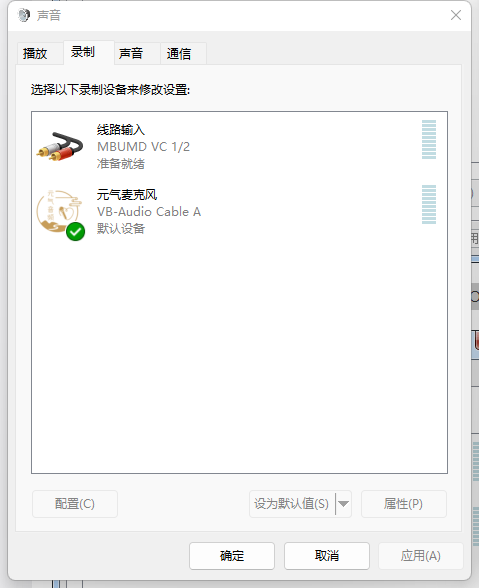 声音
播放 录制 声音 通信
选择以下录制设备来修改设置:
线路输入
MBUMD VC 1/2
准备就绪
元气麦克风
VB-Audio Cable A
默认设备
配置(C) 设为默认值(S) 属性(P)
确定 取消 应用(A)